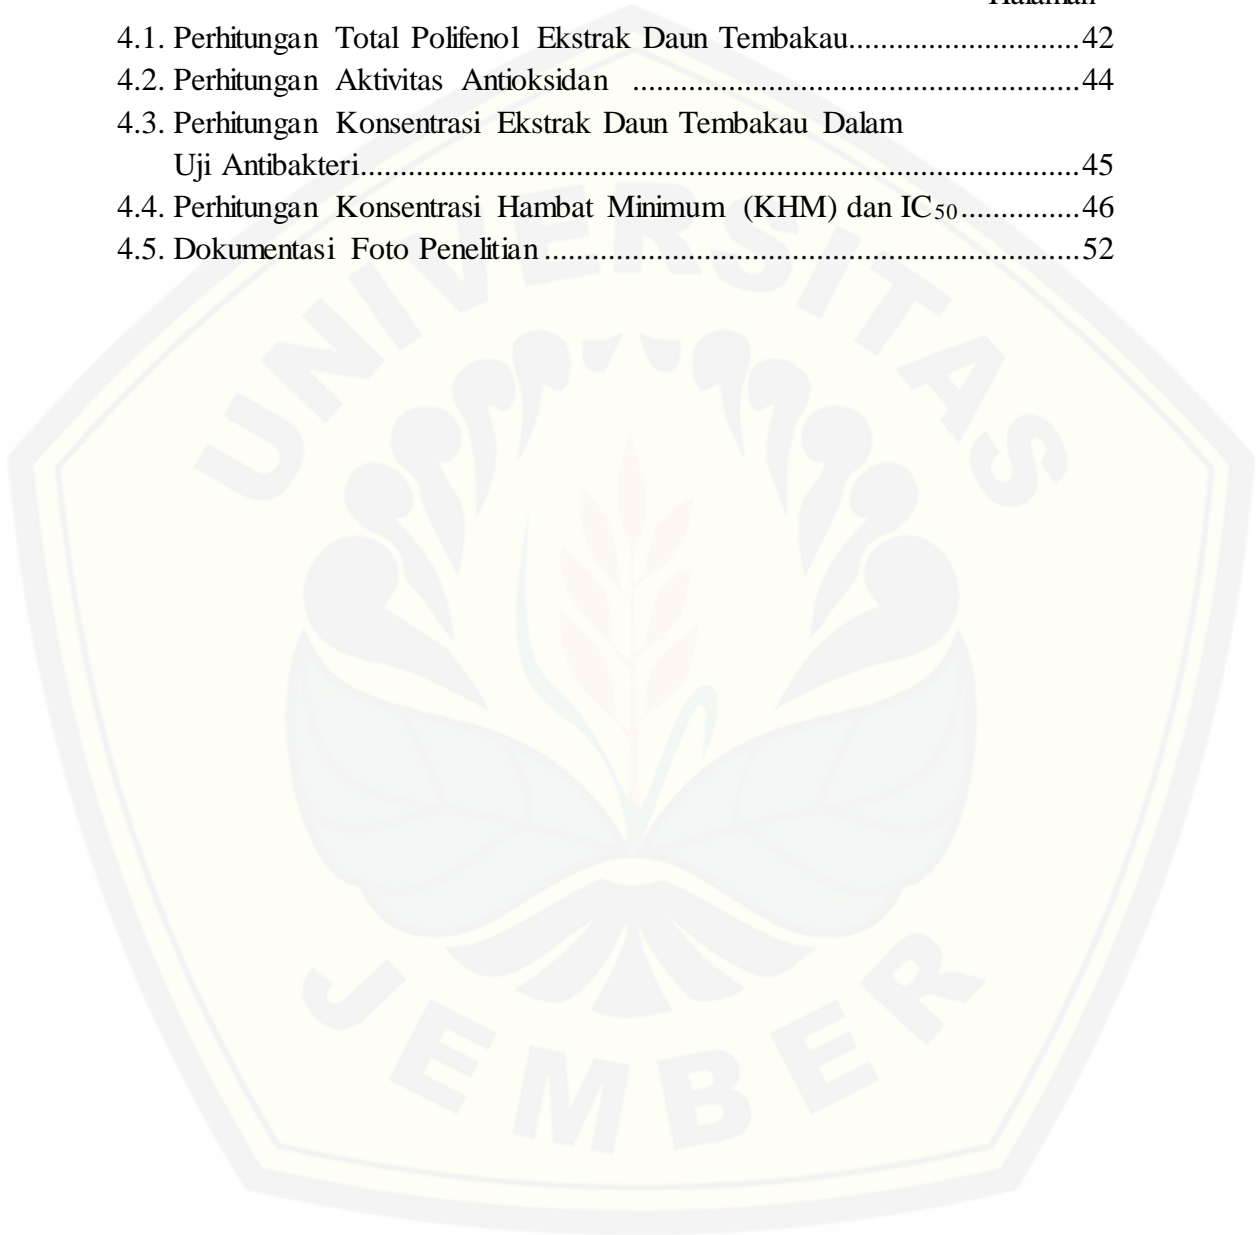 Halaman
4.1. Perhitungan Total Polifenol Ekstrak Daun Tembakau............................42
4.2. Perhitungan Aktivitas Antioksidan ......................................................44
4.3. Perhitungan Konsentrasi Ekstrak Daun Tembakau Dalam
Uji Antibakteri.......................................................................................45
4.4. Perhitungan Konsentrasi Hambat Minimum (KHM) dan IC₅₀..............46
4.5. Dokumentasi Foto Penelitian .................................................................52
UNIVERSITAS
JEMBER